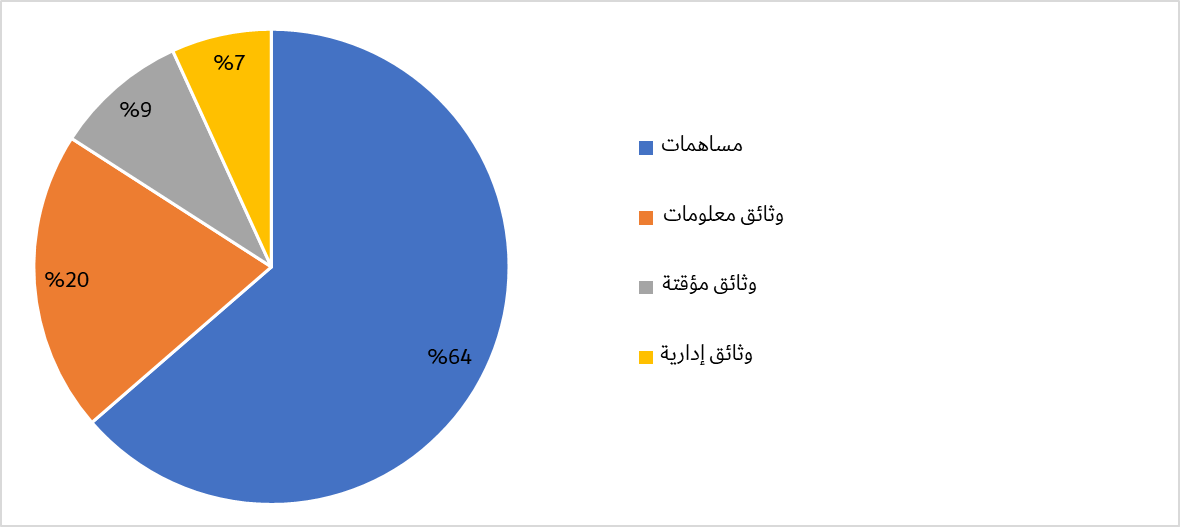 %7
%9
%20
%64
مساهمات
وثائق معلومات
وثائق مؤقتة
وثائق إدارية